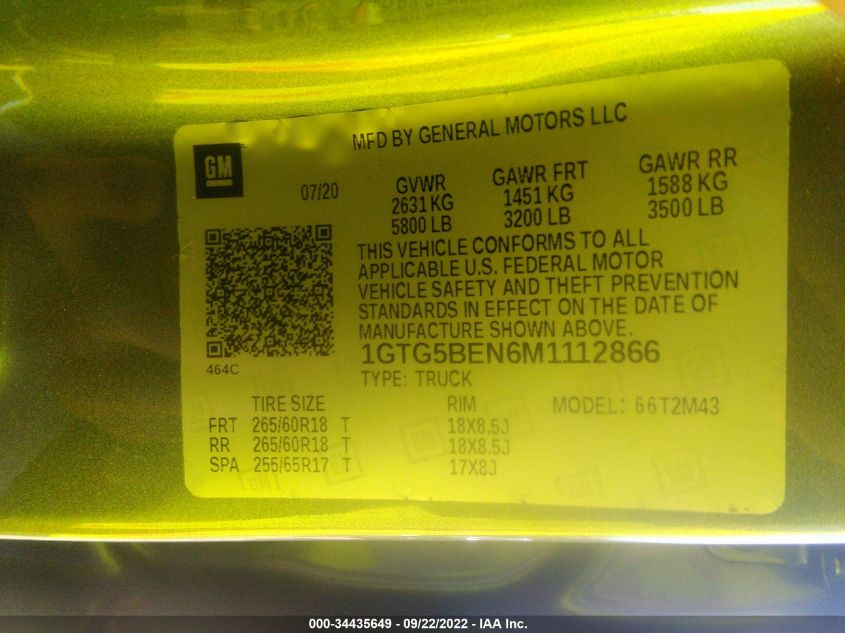 MFD BY GENERAL MOTORS LLC
GM
07/20
GVWR GAWR FRT GAWR RR
2631 KG 1451 KG 1588 KG
5800 LB 3200 LB 3500 LB
THIS VEHICLE CONFORMS TO ALL
APPLICABLE U.S. FEDERAL MOTOR
VEHICLE SAFETY AND THEFT PREVENTION
STANDARDS IN EFFECT ON THE DATE OF
MANUFACTURE SHOWN ABOVE.
1GTG5BEN6M1112866
464C
TYPE: TRUCK
TIRE SIZE RIM MODEL: 66T2M43
FRT 265/60R18 T 18X8.5J
RR 265/60R18 T 18X8.5J
SPA 255/65R17 T 17X8J
000-34435649 / 09/22/2022 - IAA Inc.